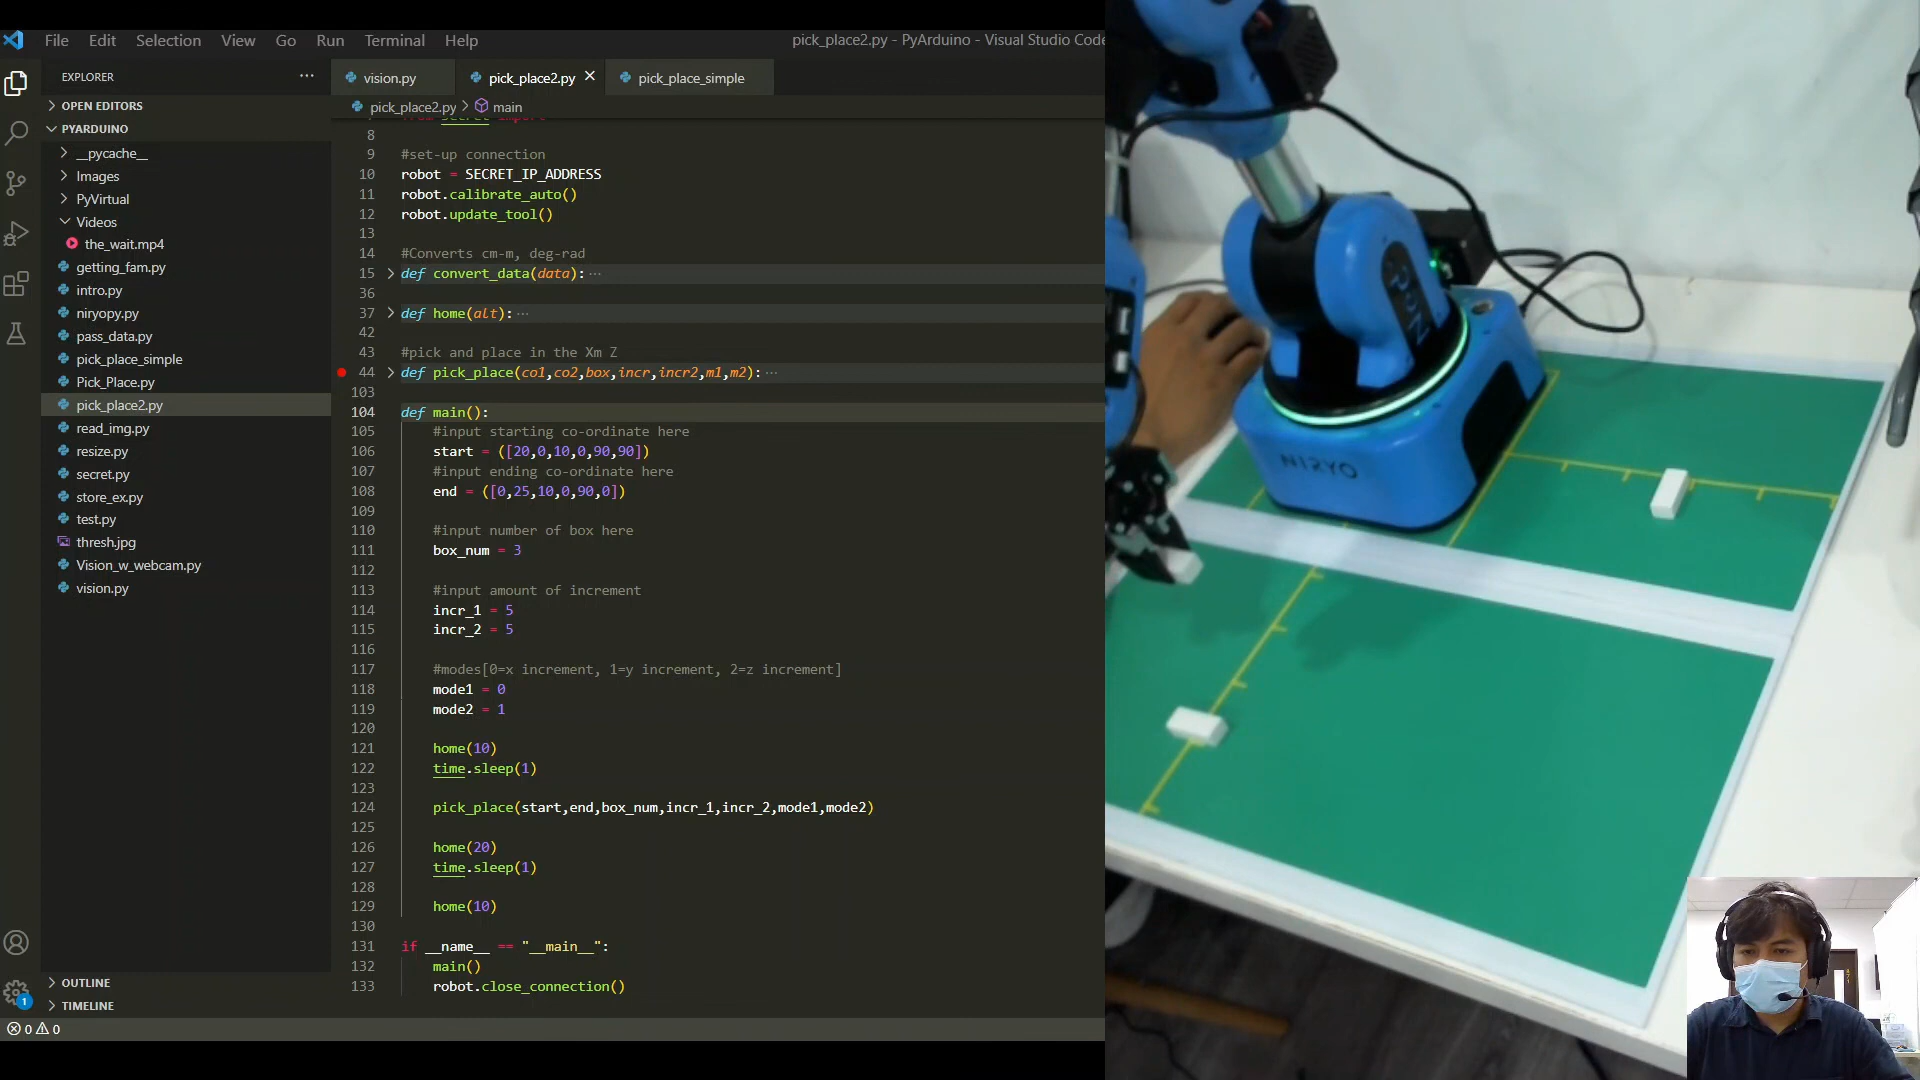 File Edit Selection View Go Run Terminal Help
pick_place2.py - PyArduino - Visual Studio Code
EXPLORER ···
OPEN EDITORS
PYARDUINO
__pycache__
Images
PyVirtual
Videos
the_wait.mp4
getting_fam.py
intro.py
niryopy.py
pass_data.py
pick_place_simple
Pick_Place.py
pick_place2.py
read_img.py
resize.py
secret.py
store_ex.py
test.py
thresh.jpg
Vision_w_webcam.py
vision.py
OUTLINE
TIMELINE
1
0 0
vision.py
pick_place2.py
pick_place_simple
pick_place2.py > main
8
9 #set-up connection
10 robot = SECRET_IP_ADDRESS
11 robot.calibrate_auto()
12 robot.update_tool()
13
14 #Converts cm-m, deg-rad
15 def convert_data(data): ···
36
37 def home(alt): ···
42
43 #pick and place in the Xm Z
44 def pick_place(co1,co2,box,incr,incr2,m1,m2): ···
103
104 def main():
105 #input starting co-ordinate here
106 start = ([20,0,10,0,90,90])
107 #input ending co-ordinate here
108 end = ([0,25,10,0,90,0])
109
110 #input number of box here
111 box_num = 3
112
113 #input amount of increment
114 incr_1 = 5
115 incr_2 = 5
116
117 #modes[0=x increment, 1=y increment, 2=z increment]
118 mode1 = 0
119 mode2 = 1
120
121 home(10)
122 time.sleep(1)
123
124 pick_place(start,end,box_num,incr_1,incr_2,mode1,mode2)
125
126 home(20)
127 time.sleep(1)
128
129 home(10)
130
131 if __name__ == "__main__":
132 main()
133 robot.close_connection()
NIRYO